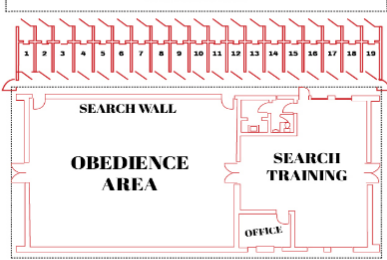 1 2 3 4 5 6 7 8 9 10 11 12 13 14 15 16 17 18 19
SEARCH WALL
OBEDIENCE
AREA
SEARCH
TRAINING
OFFICE